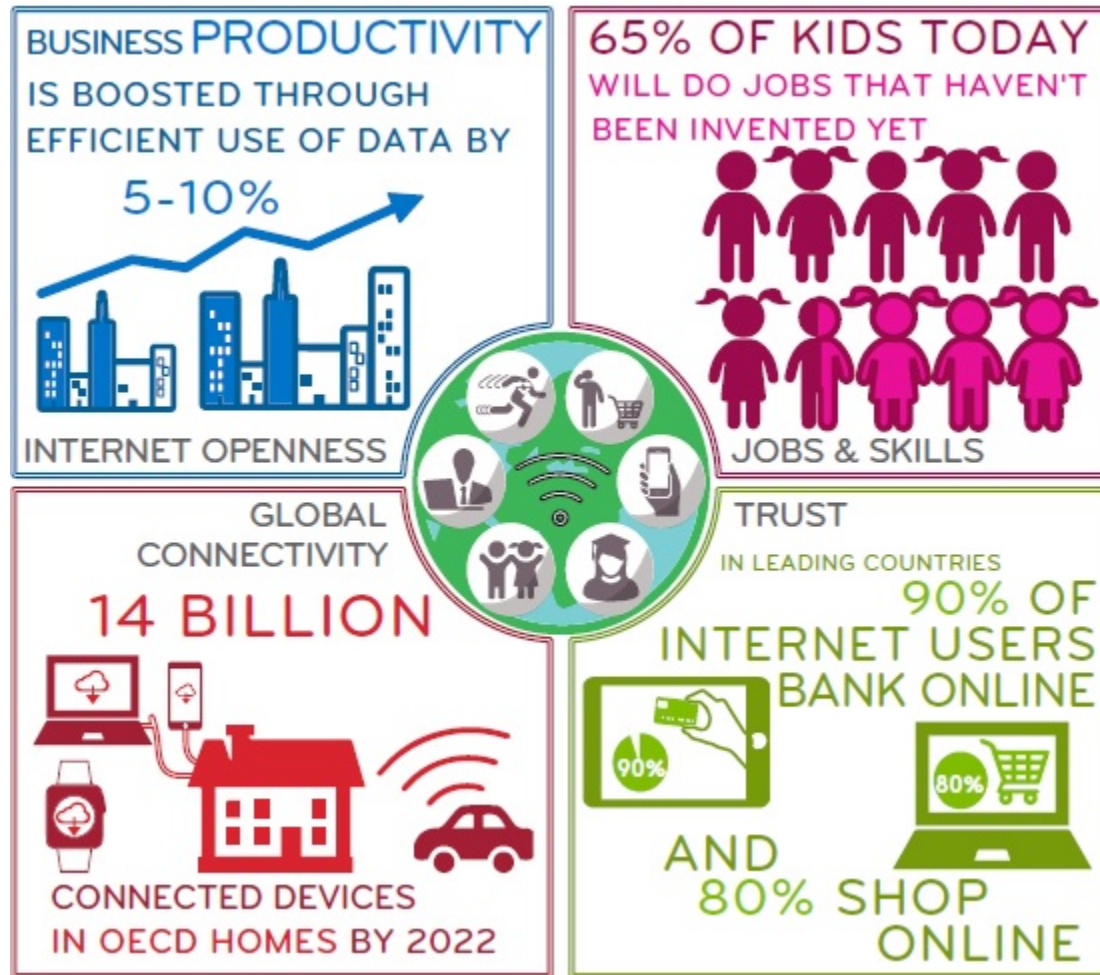 BUSINESS PRODUCTIVITY
IS BOOSTED THROUGH
EFFICIENT USE OF DATA BY
5-10%
INTERNET OPENNESS
65% OF KIDS TODAY
WILL DO JOBS THAT HAVEN'T
BEEN INVENTED YET
JOBS & SKILLS
GLOBAL
CONNECTIVITY
14 BILLION
CONNECTED DEVICES
IN OECD HOMES BY 2022
TRUST
IN LEADING COUNTRIES
90% OF
INTERNET USERS
BANK ONLINE
90%
80%
AND
80% SHOP
ONLINE